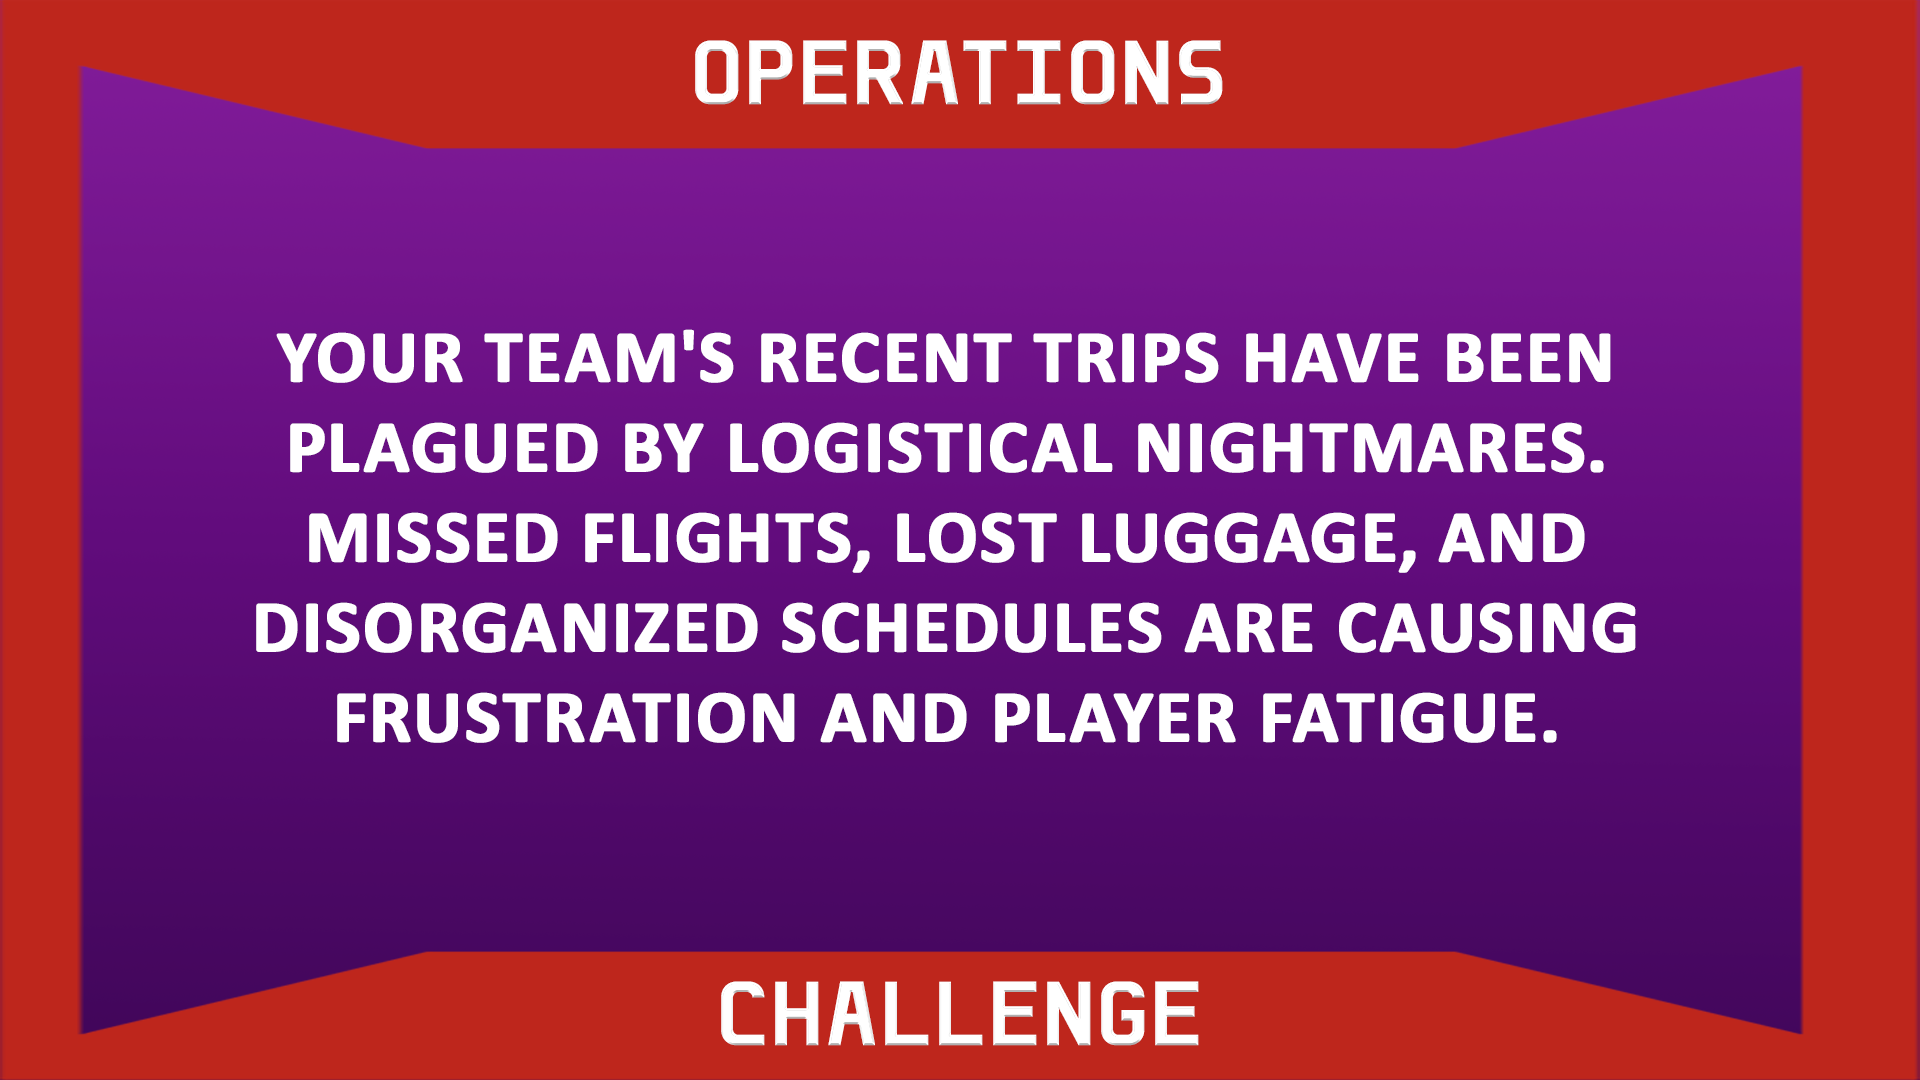 OPERATIONS
YOUR TEAM'S RECENT TRIPS HAVE BEEN
PLAGUED BY LOGISTICAL NIGHTMARES.
MISSED FLIGHTS, LOST LUGGAGE, AND
DISORGANIZED SCHEDULES ARE CAUSING
FRUSTRATION AND PLAYER FATIGUE.
CHALLENGE